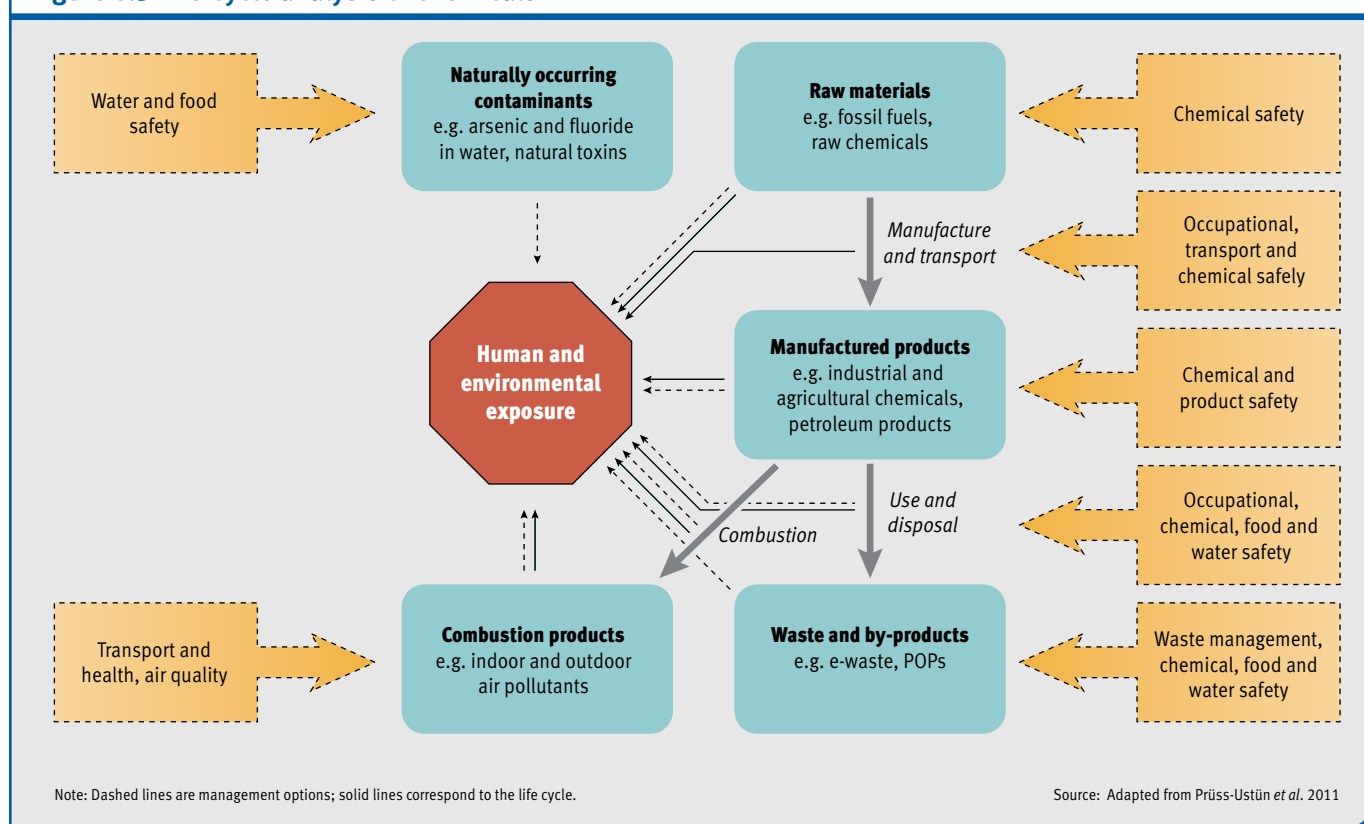 Water and food
safety
Naturally occurring
contaminants
e.g. arsenic and fluoride
in water, natural toxins
Raw materials
e.g. fossil fuels,
raw chemicals
Chemical safety
Manufacture
and transport
Occupational,
transport and
chemical safely
Human and
environmental
exposure
Manufactured products
e.g. industrial and
agricultural chemicals,
petroleum products
Chemical and
product safety
Combustion
Use and
disposal
Occupational,
chemical, food and
water safety
Transport and
health, air quality
Combustion products
e.g. indoor and outdoor
air pollutants
Waste and by-products
e.g. e-waste, POPs
Waste management,
chemical, food and
water safety
Note: Dashed lines are management options; solid lines correspond to the life cycle.
Source: Adapted from Prüss-Ustün et al. 2011